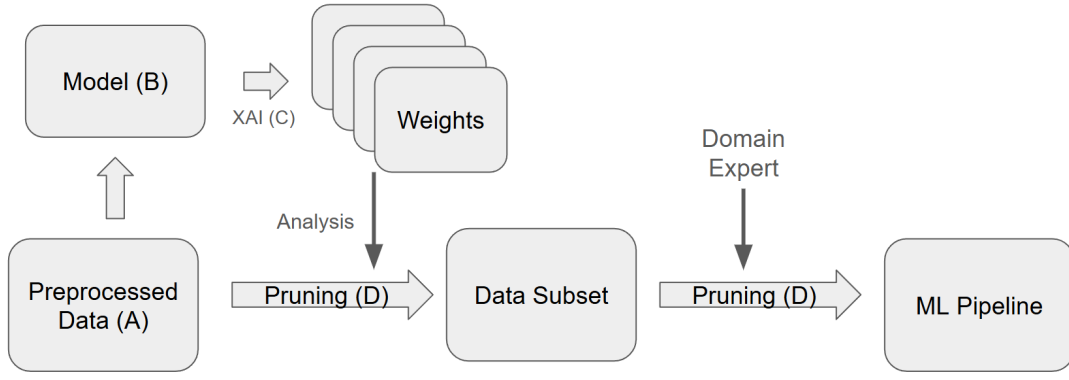 Model (B)
XAI (C)
Weights
Domain
Expert
Analysis
Preprocessed
Data (A)
Pruning (D)
Data Subset
Pruning (D)
ML Pipeline